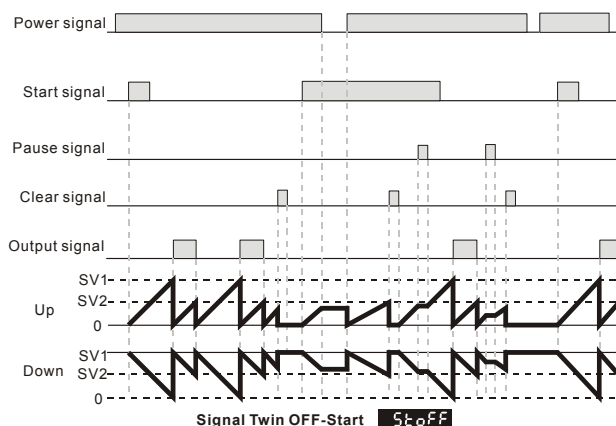 Power signal
Start signal
Pause signal
Clear signal
Output signal
SV1
SV2
Up
0
SV1
Down
SV2
0
Signal Twin OFF-Start StoFF